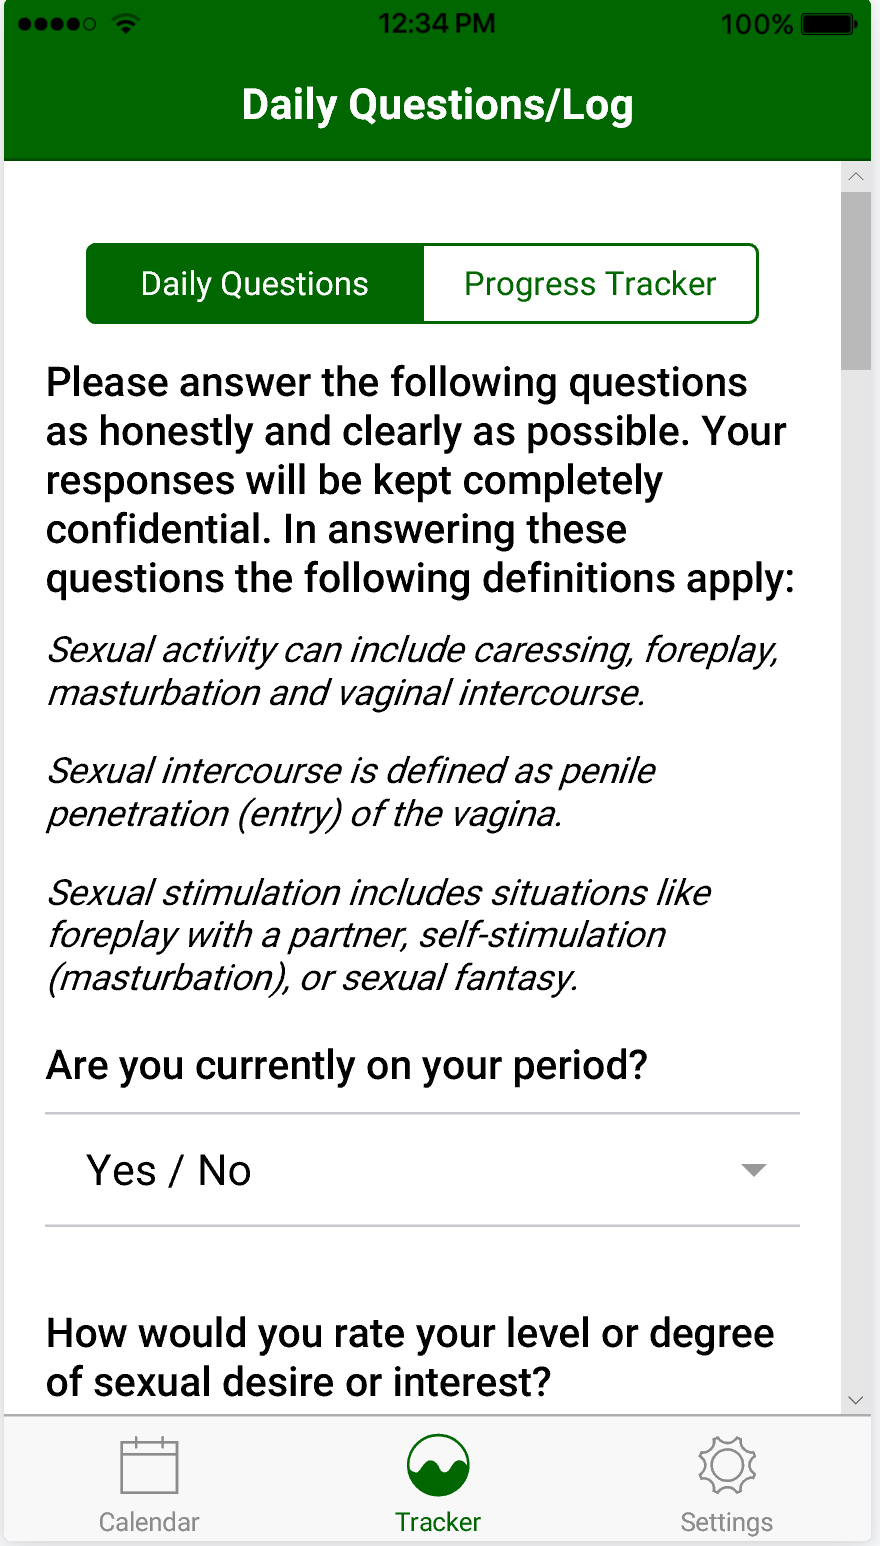 12:34 PM
100%
Daily Questions/Log
Daily Questions
Progress Tracker
Please answer the following questions
as honestly and clearly as possible. Your
responses will be kept completely
confidential. In answering these
questions the following definitions apply:
Sexual activity can include caressing, foreplay,
masturbation and vaginal intercourse.
Sexual intercourse is defined as penile
penetration (entry) of the vagina.
Sexual stimulation includes situations like
foreplay with a partner, self-stimulation
(masturbation), or sexual fantasy.
Are you currently on your period?
Yes / No
How would you rate your level or degree
of sexual desire or interest?
Calendar
Tracker
Settings